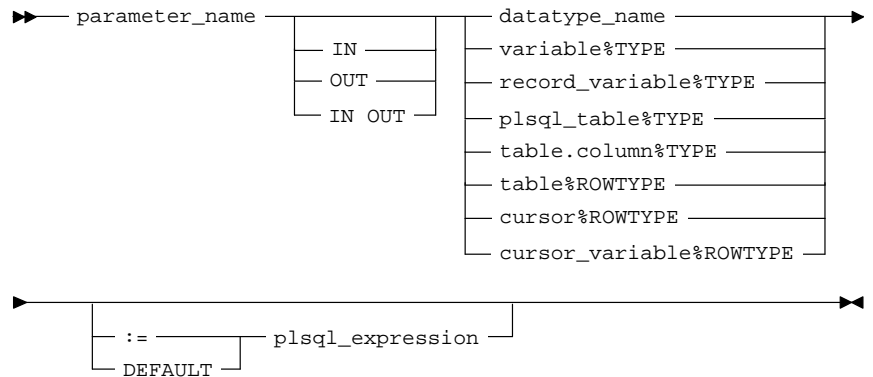 parameter_name datatype_name
IN variable%TYPE
OUT record_variable%TYPE
IN OUT plsql_table%TYPE
table.column%TYPE
table%ROWTYPE
cursor%ROWTYPE
cursor_variable%ROWTYPE
:= plsql_expression
DEFAULT